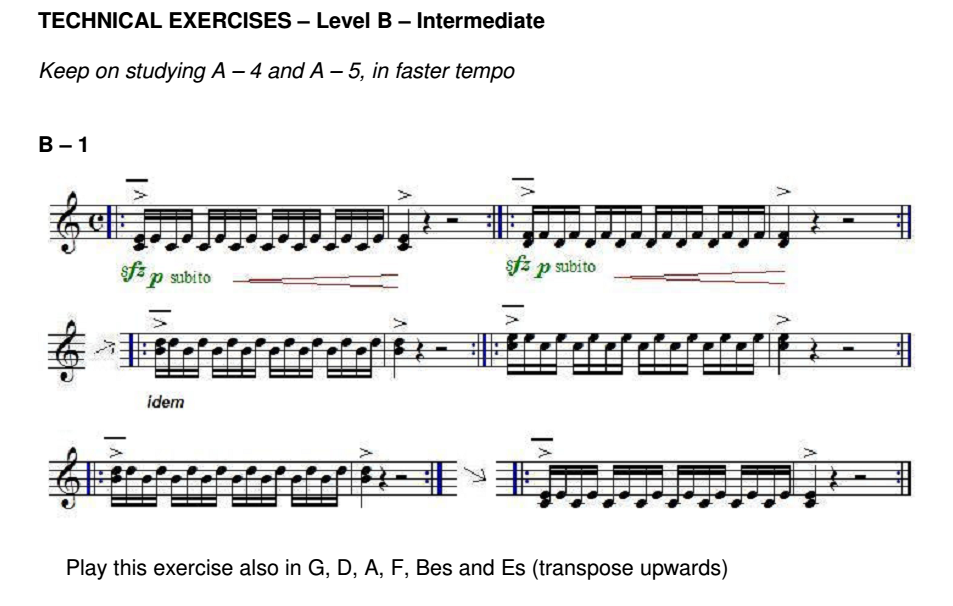 TECHNICAL EXERCISES – Level B – Intermediate
Keep on studying A – 4 and A – 5, in faster tempo
B – 1
sfz p subito
sfz p subito
idem
Play this exercise also in G, D, A, F, Bes and Es (transpose upwards)